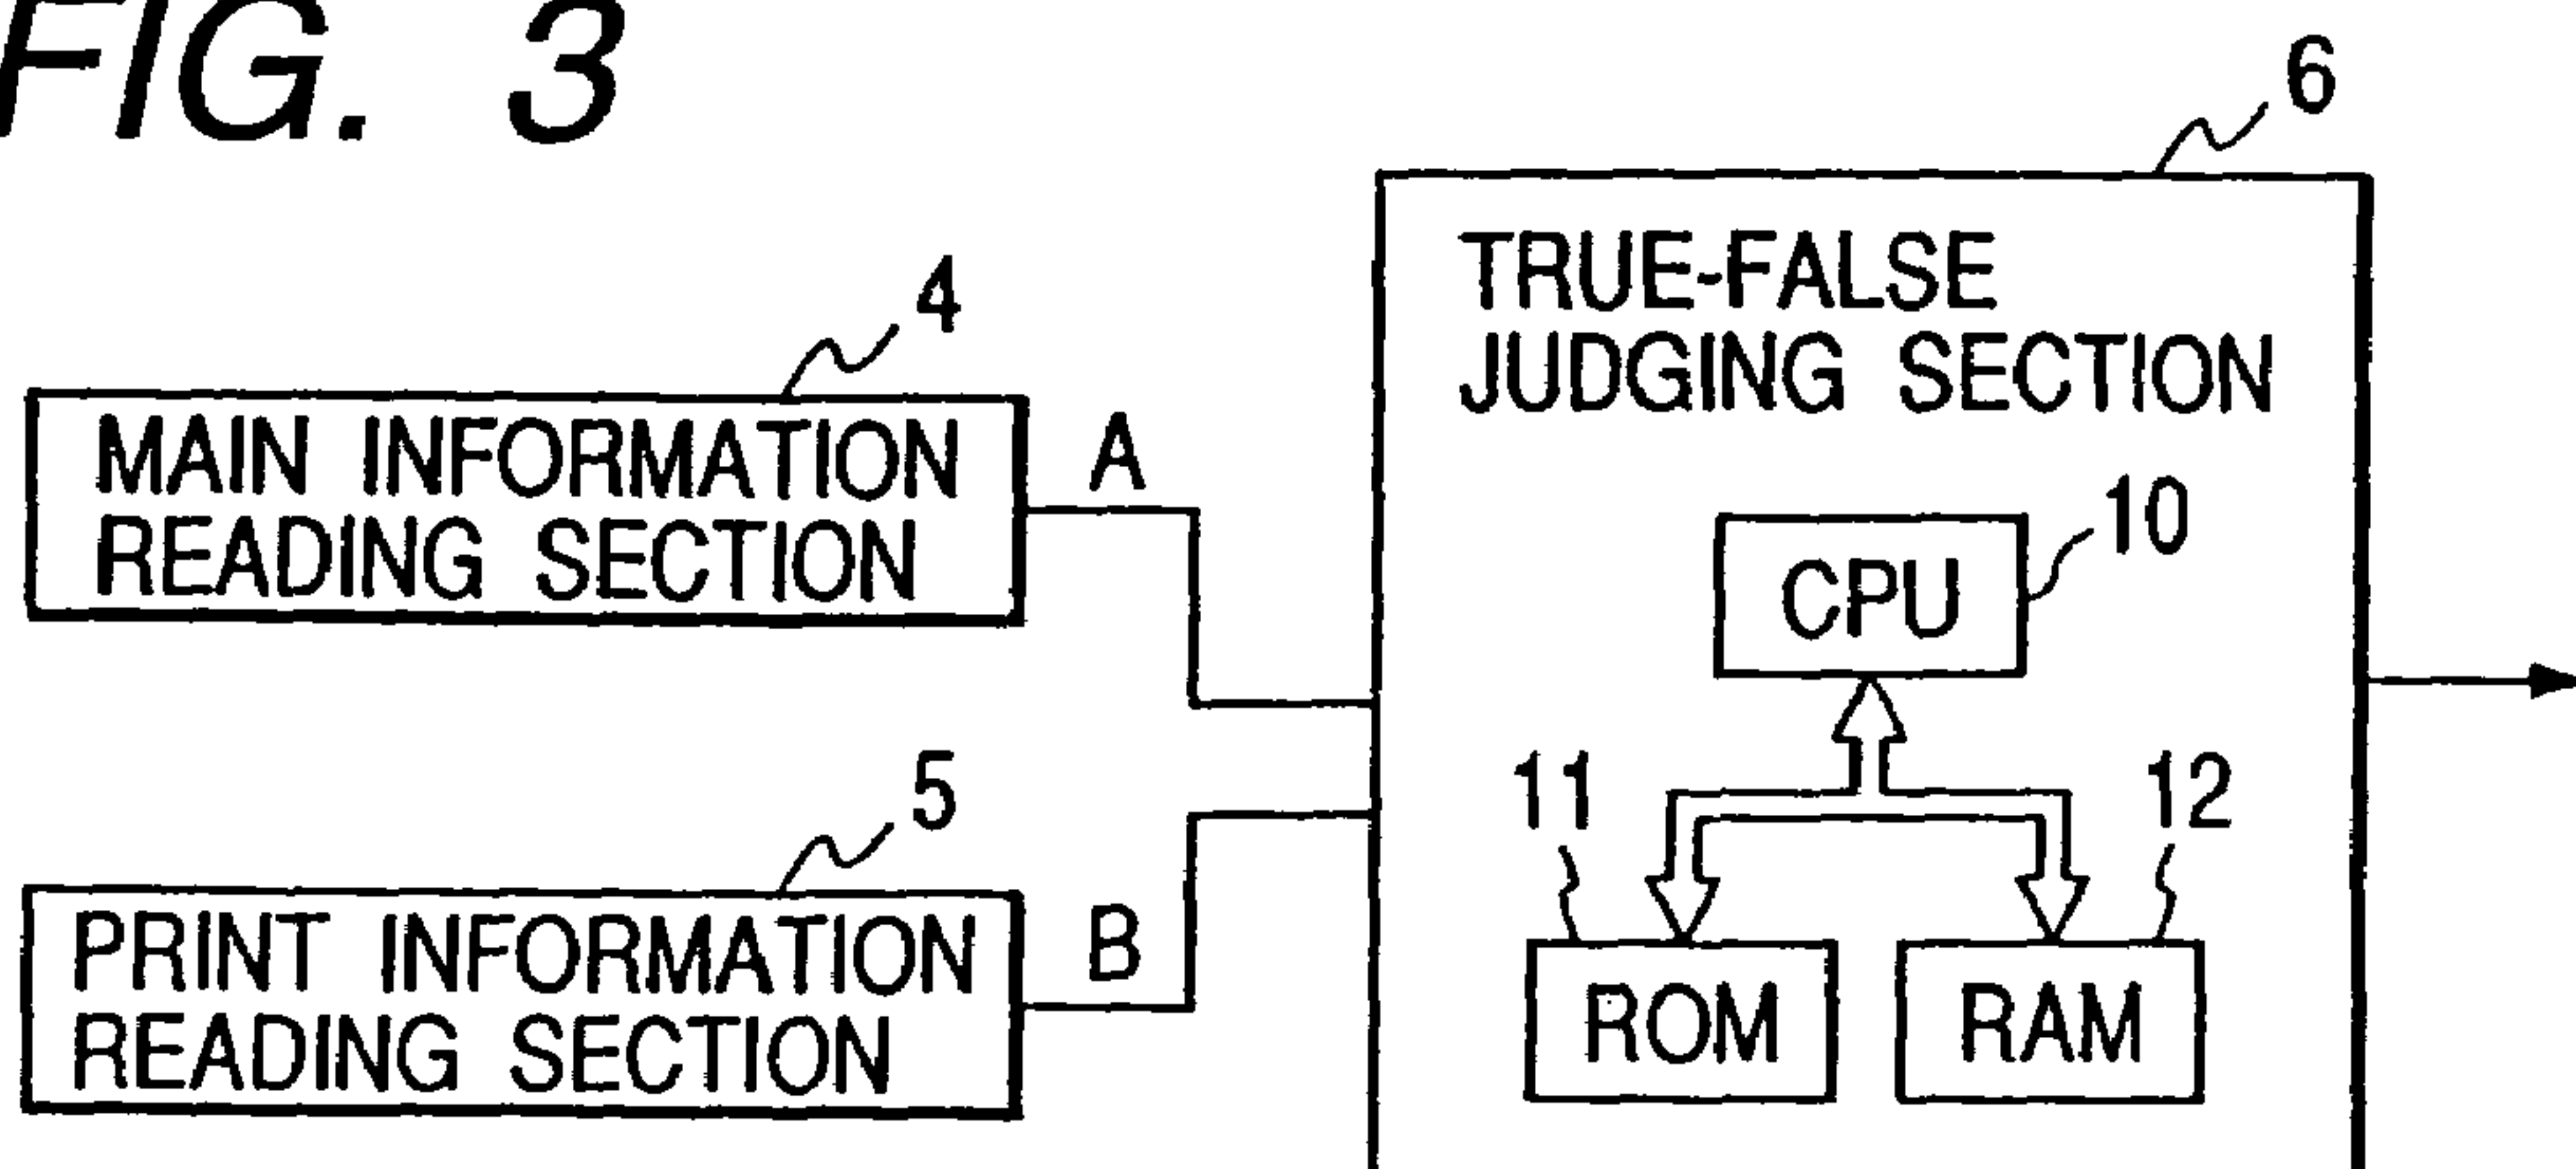 FIG. 3
6
TRUE-FALSE
JUDGING SECTION
4
MAIN INFORMATION
READING SECTION
A
10
CPU
5
PRINT INFORMATION
READING SECTION
B
11
12
ROM
RAM